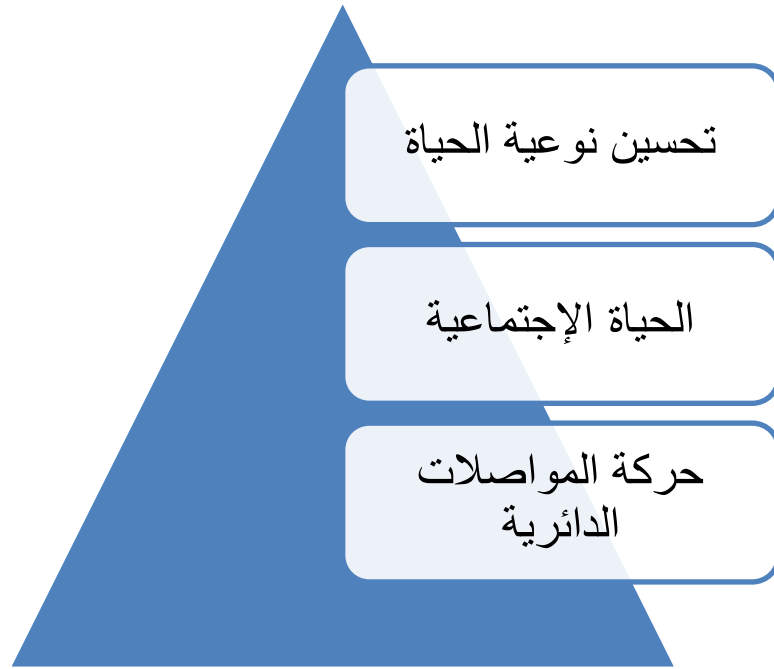 تحسين نوعية الحياة
الحياة الإجتماعية
حركة المواصلات
الدائرية